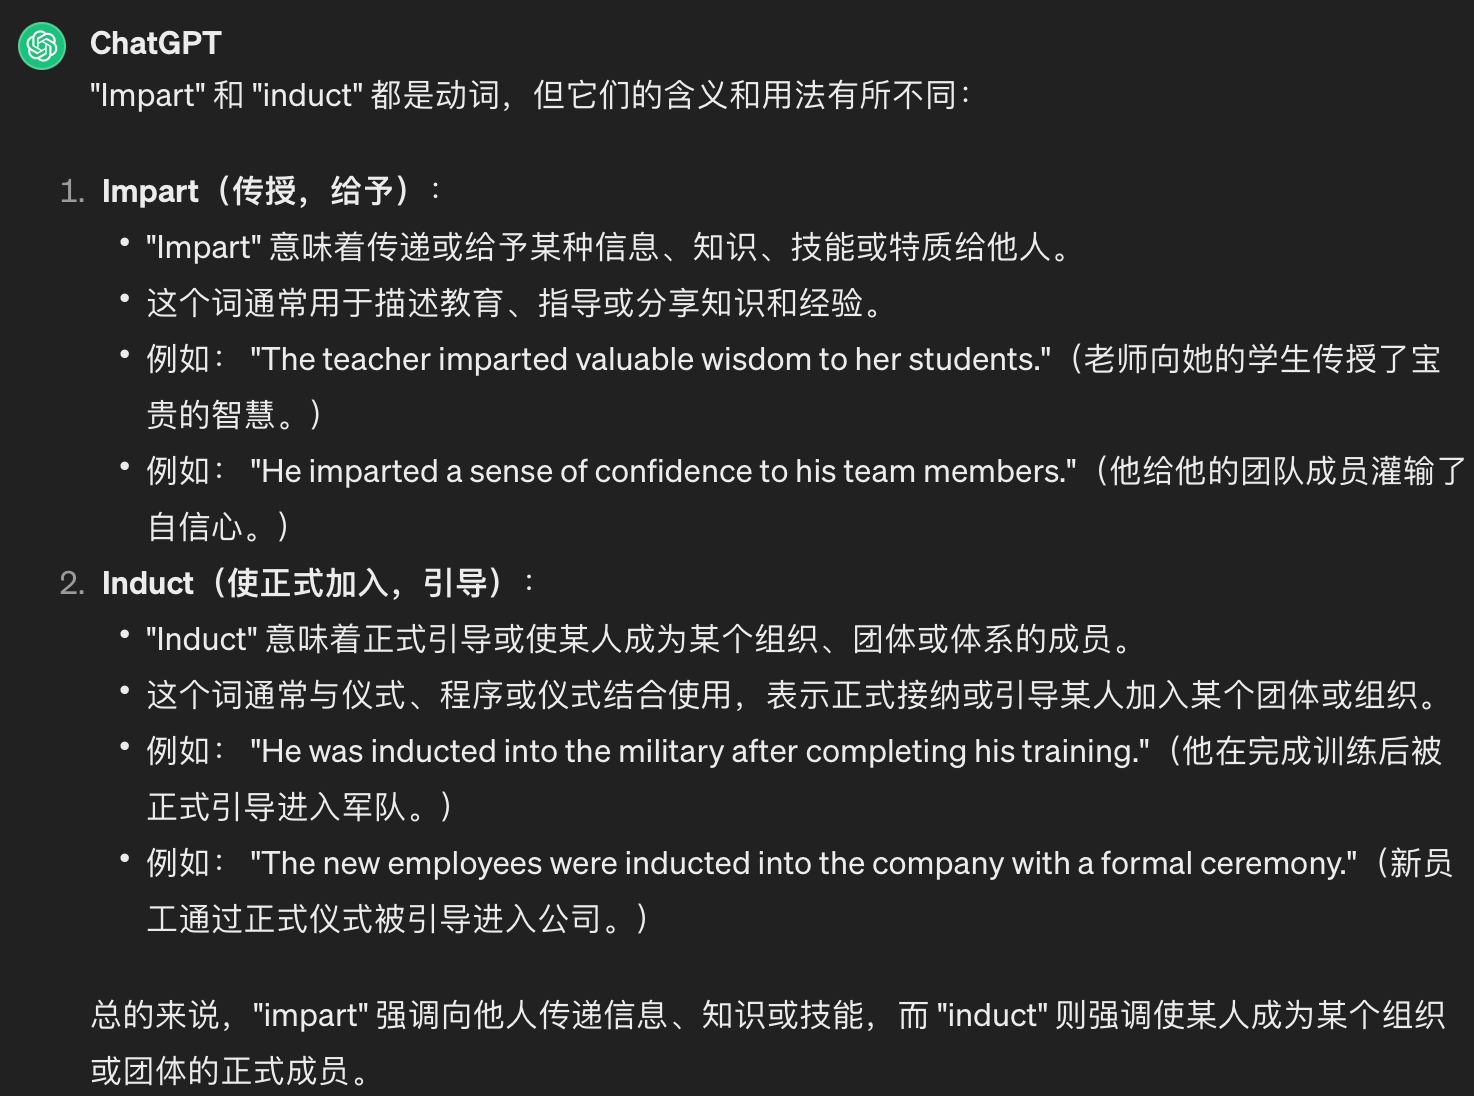 ChatGPT
"Impart" 和 "induct" 都是动词，但它们的含义和用法有所不同：
1. Impart（传授，给予）：
• "Impart" 意味着传递或给予某种信息、知识、技能或特质给他人。
• 这个词通常用于描述教育、指导或分享知识和经验。
• 例如： "The teacher imparted valuable wisdom to her students."（老师向她的学生传授了宝
贵的智慧。）
• 例如： "He imparted a sense of confidence to his team members."（他给他的团队成员灌输了
自信心。）
2. Induct（使正式加入，引导）：
• "Induct" 意味着正式引导或使某人成为某个组织、团体或体系的成员。
• 这个词通常与仪式、程序或仪式结合使用，表示正式接纳或引导某人加入某个团体或组织。
• 例如： "He was inducted into the military after completing his training."（他在完成训练后被
正式引导进入军队。）
• 例如： "The new employees were inducted into the company with a formal ceremony."（新员
工通过正式仪式被引导进入公司。）
总的来说，"impart" 强调向他人传递信息、知识或技能，而 "induct" 则强调使某人成为某个组织
或团体的正式成员。